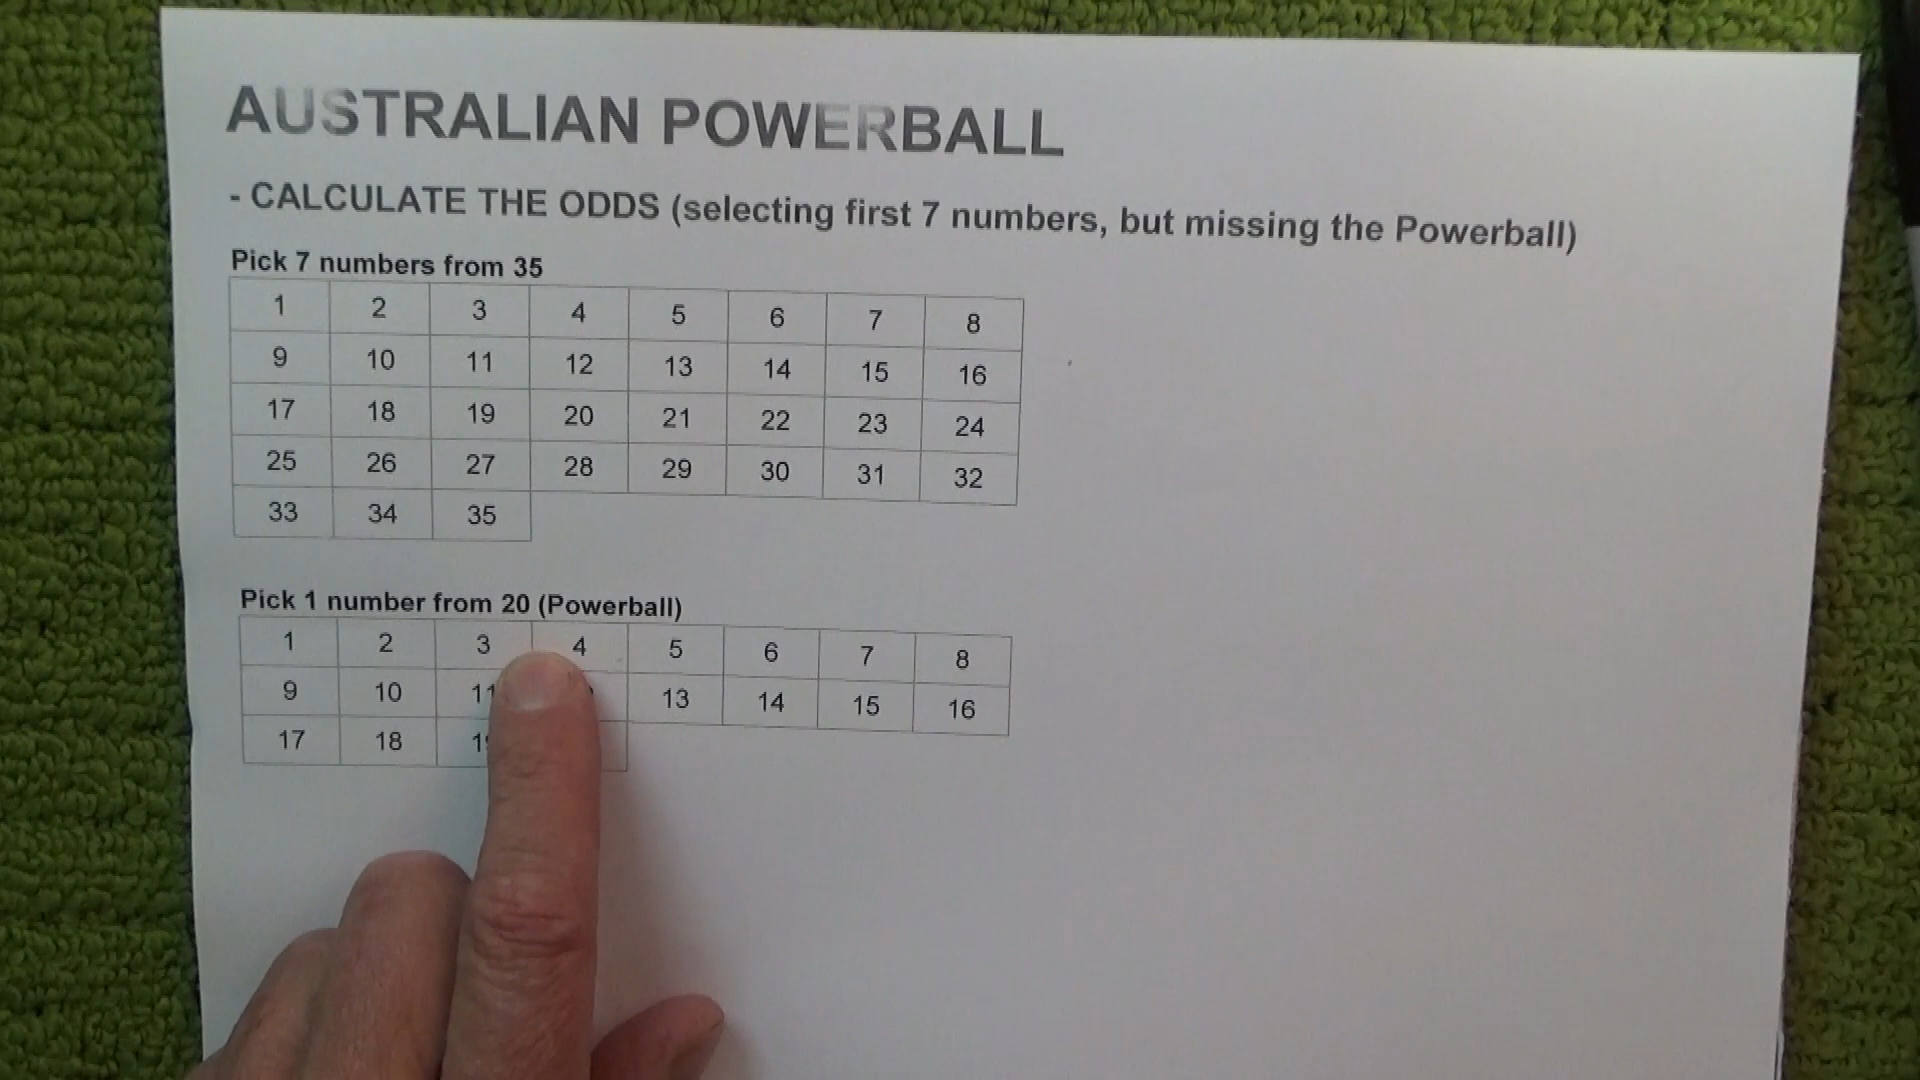 AUSTRALIAN POWERBALL
- CALCULATE THE ODDS (selecting first 7 numbers, but missing the Powerball)
Pick 7 numbers from 35
1 2 3 4 5 6 7 8
9 10 11 12 13 14 15 16
17 18 19 20 21 22 23 24
25 26 27 28 29 30 31 32
33 34 35
Pick 1 number from 20 (Powerball)
1 2 3 4 5 6 7 8
9 10 11 13 14 15 16
17 18